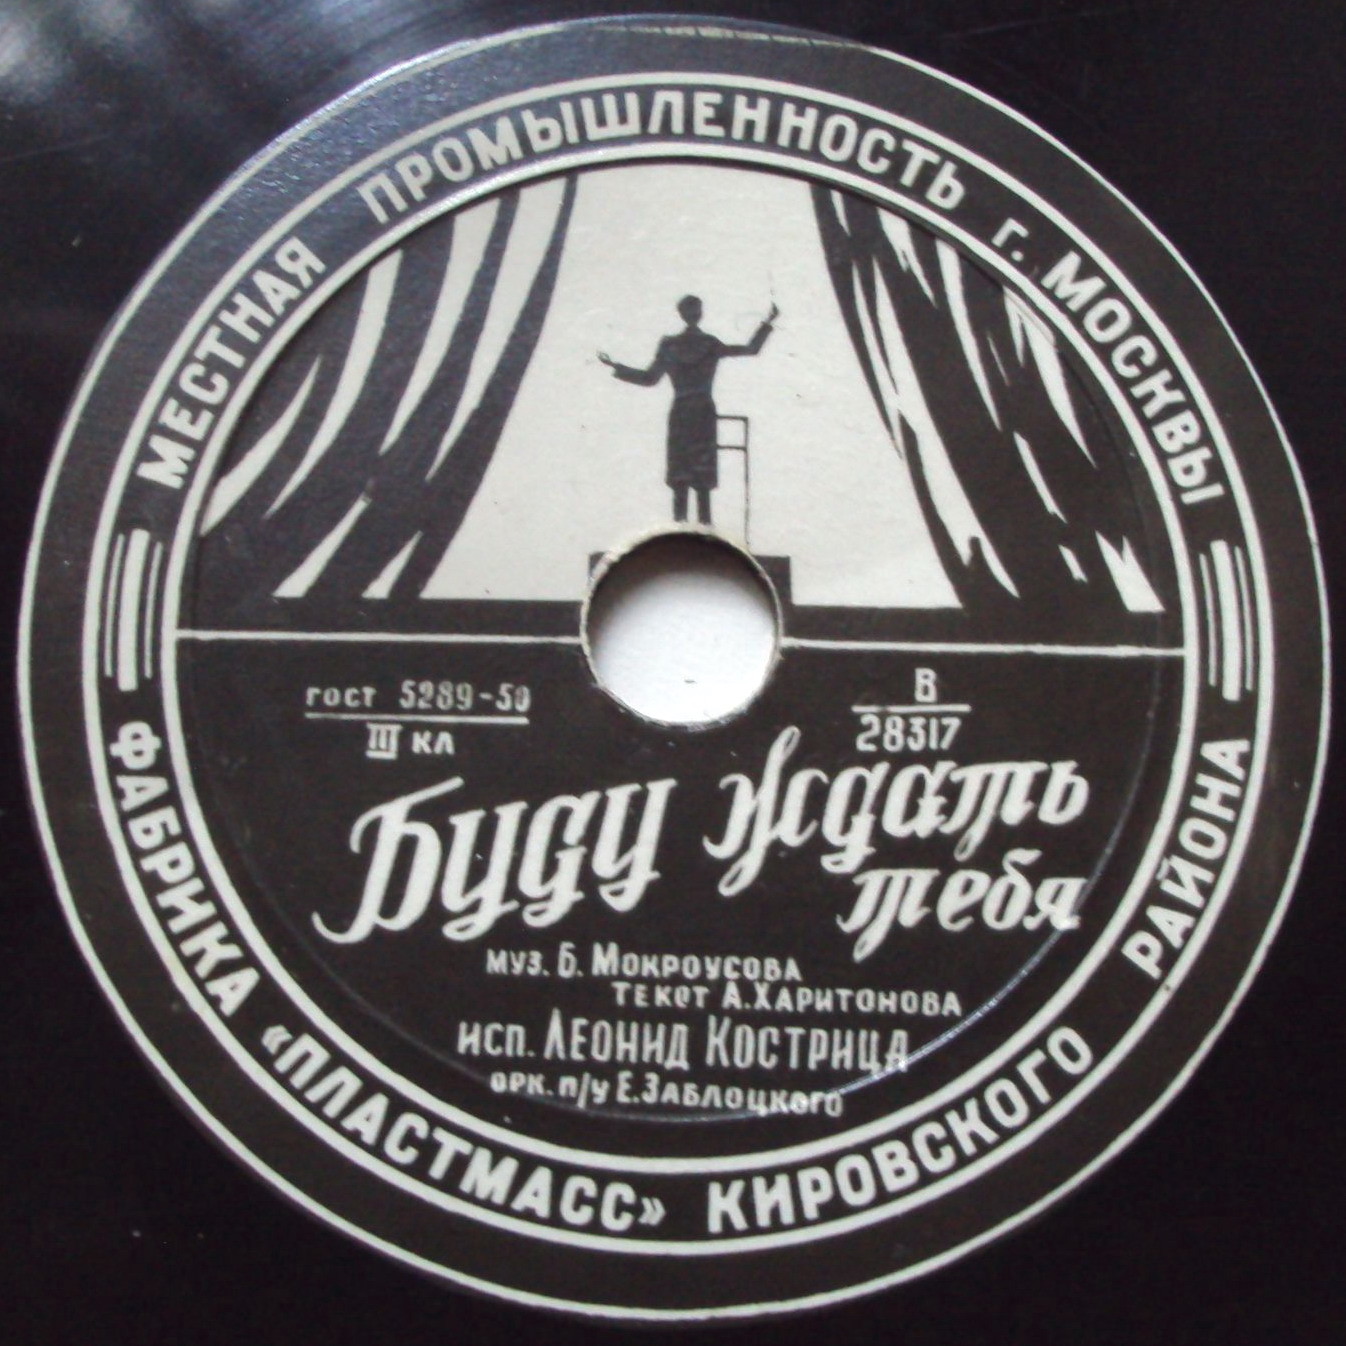 МЕСТНАЯ ПРОМЫШЛЕННОСТЬ г. МОСКВЫ
ГОСТ 5289-50
III КЛ
В
28317
Буду ждать
тебя
МУЗ. Б. МОКРОУСОВА
ТЕКСТ А. ХАРИТОНОВА
ИСП. ЛЕОНИД КОСТРИЦА
ОРК. П/У Е. ЗАБЛОЦКОГО
ФАБРИКА «ПЛАСТМАСС» КИРОВСКОГО РАЙОНА